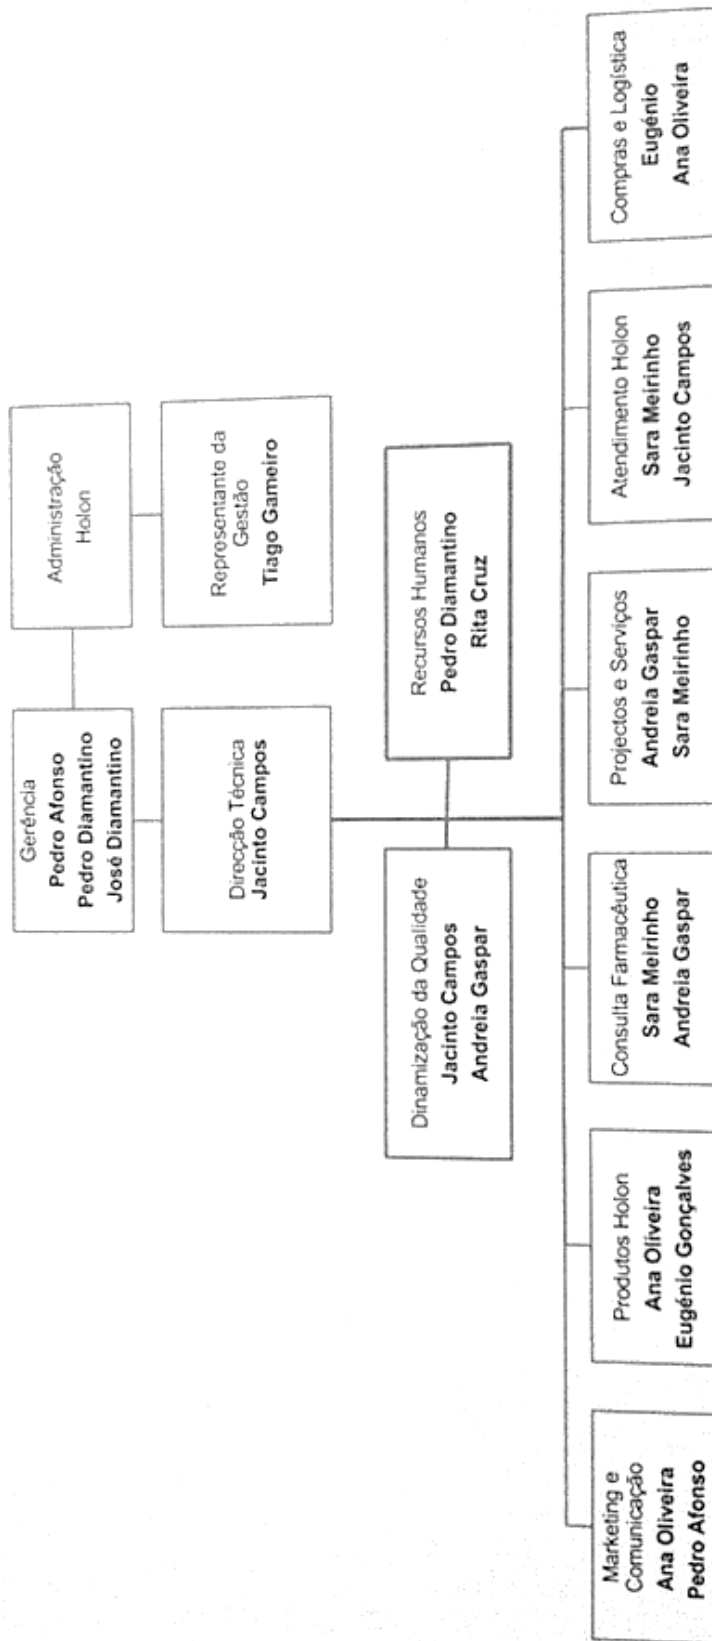 Gerência
Pedro Afonso
Pedro Diamantino
José Diamantino
Administração
Holon
Direcção Técnica
Jacinto Campos
Representante da
Gestão
Tiago Gameiro
Dinamização da Qualidade
Jacinto Campos
Andreia Gaspar
Recursos Humanos
Pedro Diamantino
Rita Cruz
Marketing e
Comunicação
Ana Oliveira
Pedro Afonso
Produtos Holon
Ana Oliveira
Eugénio Gonçalves
Consulta Farmacêutica
Sara Meirinho
Andreia Gaspar
Projectos e Serviços
Andreia Gaspar
Sara Meirinho
Atendimento Holon
Sara Meirinho
Jacinto Campos
Compras e Logística
Eugénio
Ana Oliveira